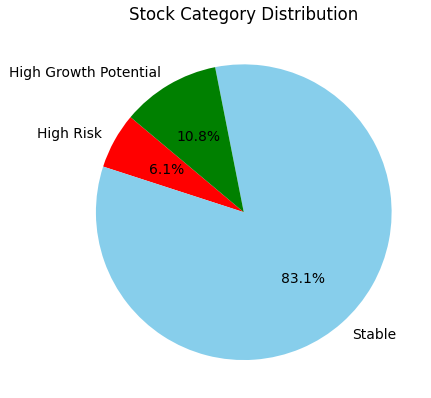 Stock Category Distribution
High Growth Potential
10.8%
High Risk
6.1%
83.1%
Stable